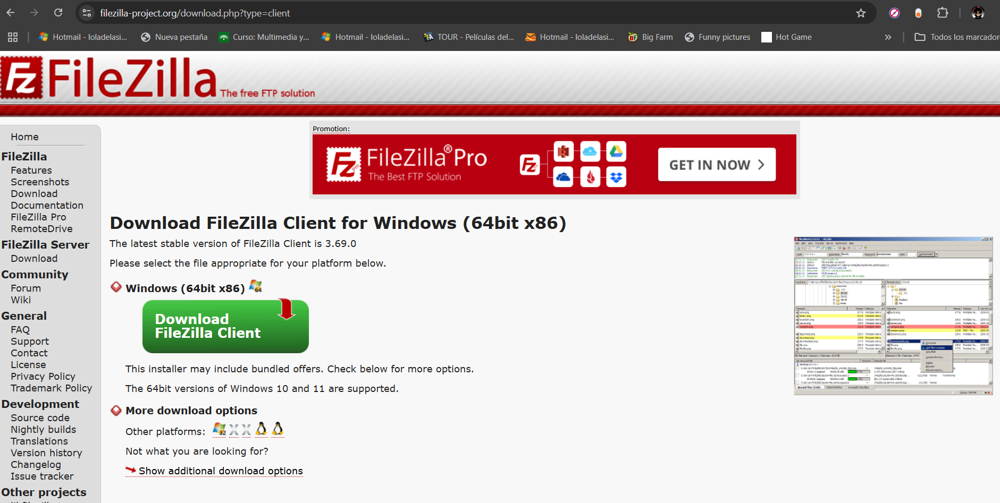 filezilla-project.org/download.php?type=client
Hotmail - loladelasi... Nueva pestaña Curso: Multimedia y... Hotmail - loladelasi... TOUR - Películas del... Hotmail - loladelasi... Big Farm Funny pictures Hot Game » Todos los marcador
FileZilla The free FTP solution
Promotion:
FileZilla® Pro
The Best FTP Solution
GET IN NOW
Home
FileZilla
Features
Screenshots
Download
Documentation
FileZilla Pro
RemoteDrive
FileZilla Server
Download
Community
Forum
Wiki
General
FAQ
Support
Contact
License
Privacy Policy
Trademark Policy
Development
Source code
Nightly builds
Translations
Version history
Changelog
Issue tracker
Other projects
Download FileZilla Client for Windows (64bit x86)
The latest stable version of FileZilla Client is 3.69.0
Please select the file appropriate for your platform below.
Windows (64bit x86) 64
Download
FileZilla Client
This installer may include bundled offers. Check below for more options.
The 64bit versions of Windows 10 and 11 are supported.
More download options
Other platforms: 32
Not what you are looking for?
Show additional download options